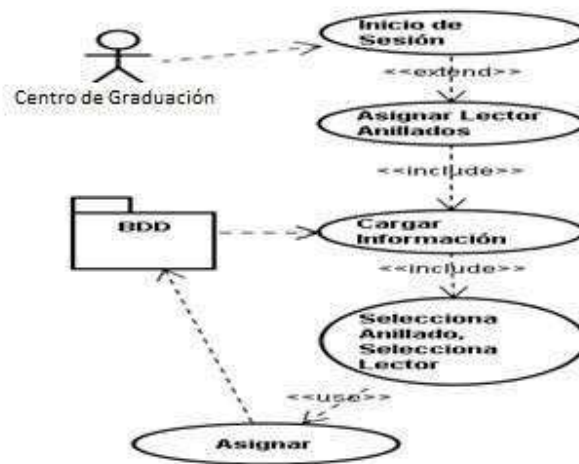 Inicio de
Sesión
<<extend>>
Centro de Graduación
Asignar Lector
Anillados
<<include>>
BDD
Cargar
Información
<<include>>
Selecciona
Anillado,
Selecciona
Lector
<<use>>
Asignar